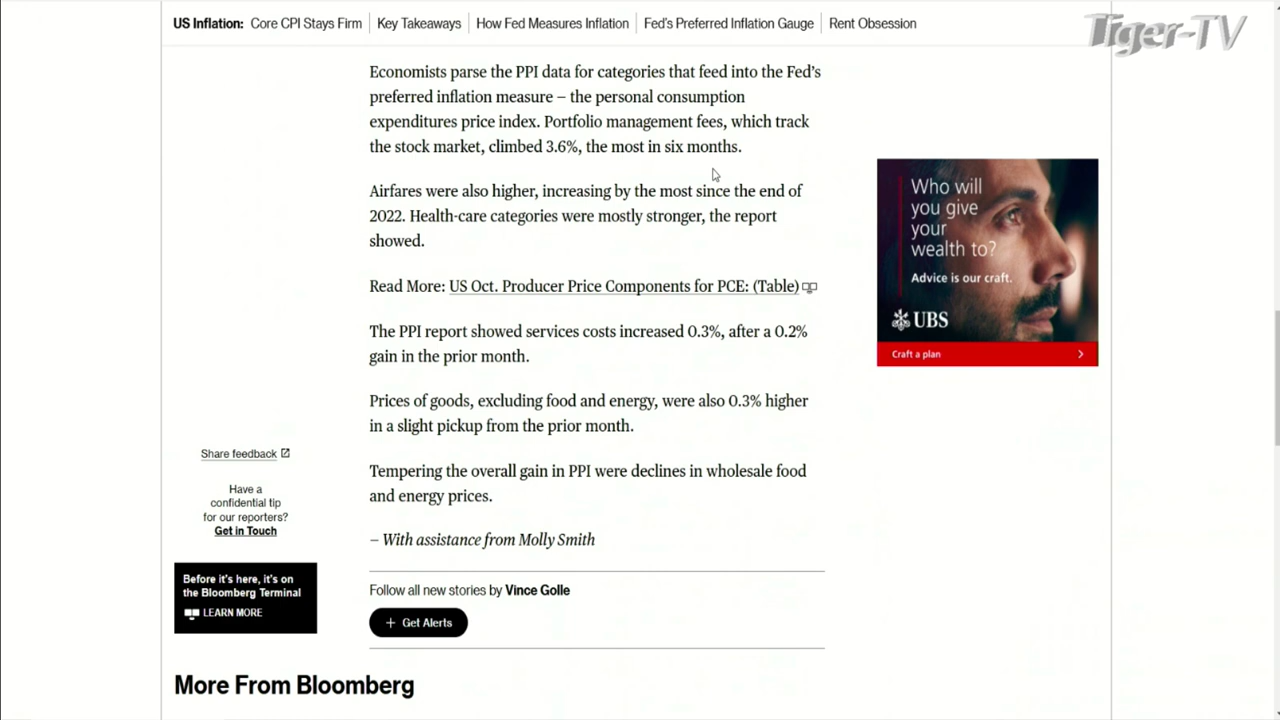 US Inflation: Core CPI Stays Firm Key Takeaways How Fed Measures Inflation Fed's Preferred Inflation Gauge Rent Obsession
Tiger-TV
Economists parse the PPI data for categories that feed into the Fed's
preferred inflation measure – the personal consumption
expenditures price index. Portfolio management fees, which track
the stock market, climbed 3.6%, the most in six months.
Airfares were also higher, increasing by the most since the end of
2022. Health-care categories were mostly stronger, the report
showed.
Read More: US Oct. Producer Price Components for PCE: (Table)
The PPI report showed services costs increased 0.3%, after a 0.2%
gain in the prior month.
Prices of goods, excluding food and energy, were also 0.3% higher
in a slight pickup from the prior month.
Tempering the overall gain in PPI were declines in wholesale food
and energy prices.
– With assistance from Molly Smith
Follow all new stories by Vince Golle
+ Get Alerts
Share feedback
Have a
confidential tip
for our reporters?
Get in Touch
Before it's here, it's on
the Bloomberg Terminal
LEARN MORE
Who will
you give
your
wealth to?
Advice is our craft.
UBS
Craft a plan
More From Bloomberg